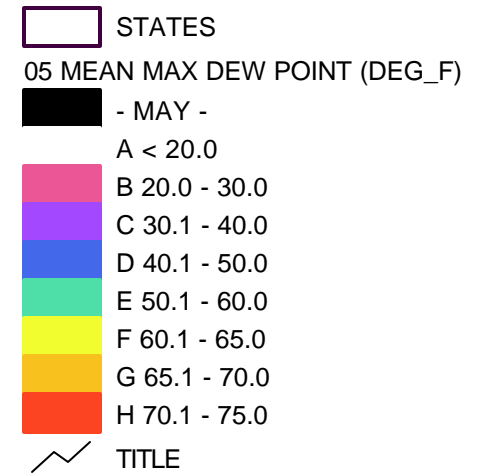 STATES
05 MEAN MAX DEW POINT (DEG_F)
- MAY -
A < 20.0
B 20.0 - 30.0
C 30.1 - 40.0
D 40.1 - 50.0
E 50.1 - 60.0
F 60.1 - 65.0
G 65.1 - 70.0
H 70.1 - 75.0
TITLE